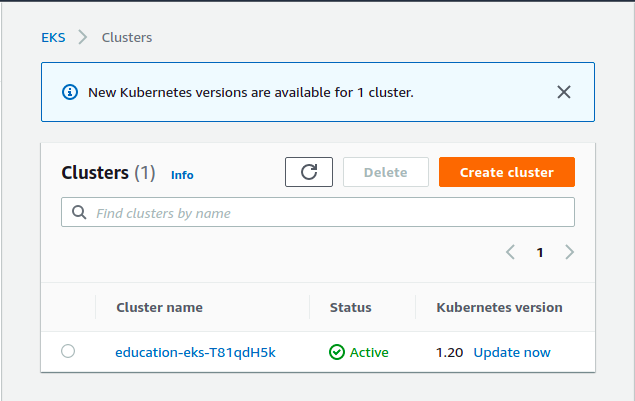 EKS > Clusters
New Kubernetes versions are available for 1 cluster.
Clusters (1) Info Delete Create cluster
Find clusters by name
1
Cluster name Status Kubernetes version
education-eks-T81qdH5k Active 1.20 Update now